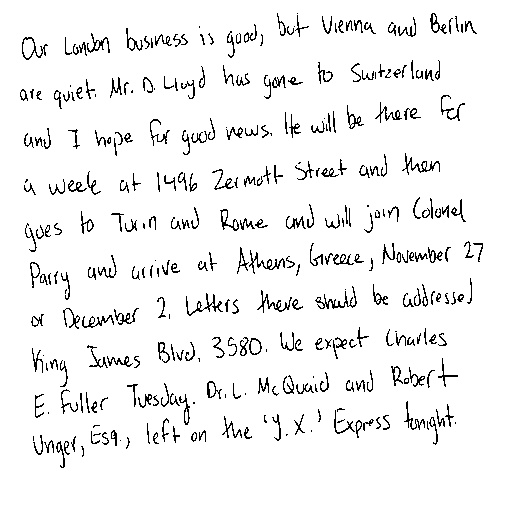 Our London business is good, but Vienna and Berlin
are quiet. Mr. D. Lloyd has gone to Switzerland
and I hope for good news. He will be there for
a week at 1496 Zermott Street and then
goes to Turin and Rome and will join Colonel
Parry and arrive at Athens, Greece, November 27
or December 2. Letters there should be addressed
King James Blvd. 3580. We expect Charles
E. Fuller Tuesday. Dr. L. McQuaid and Robert
Unger, Esq., left on the 'Y.X.' Express tonight.